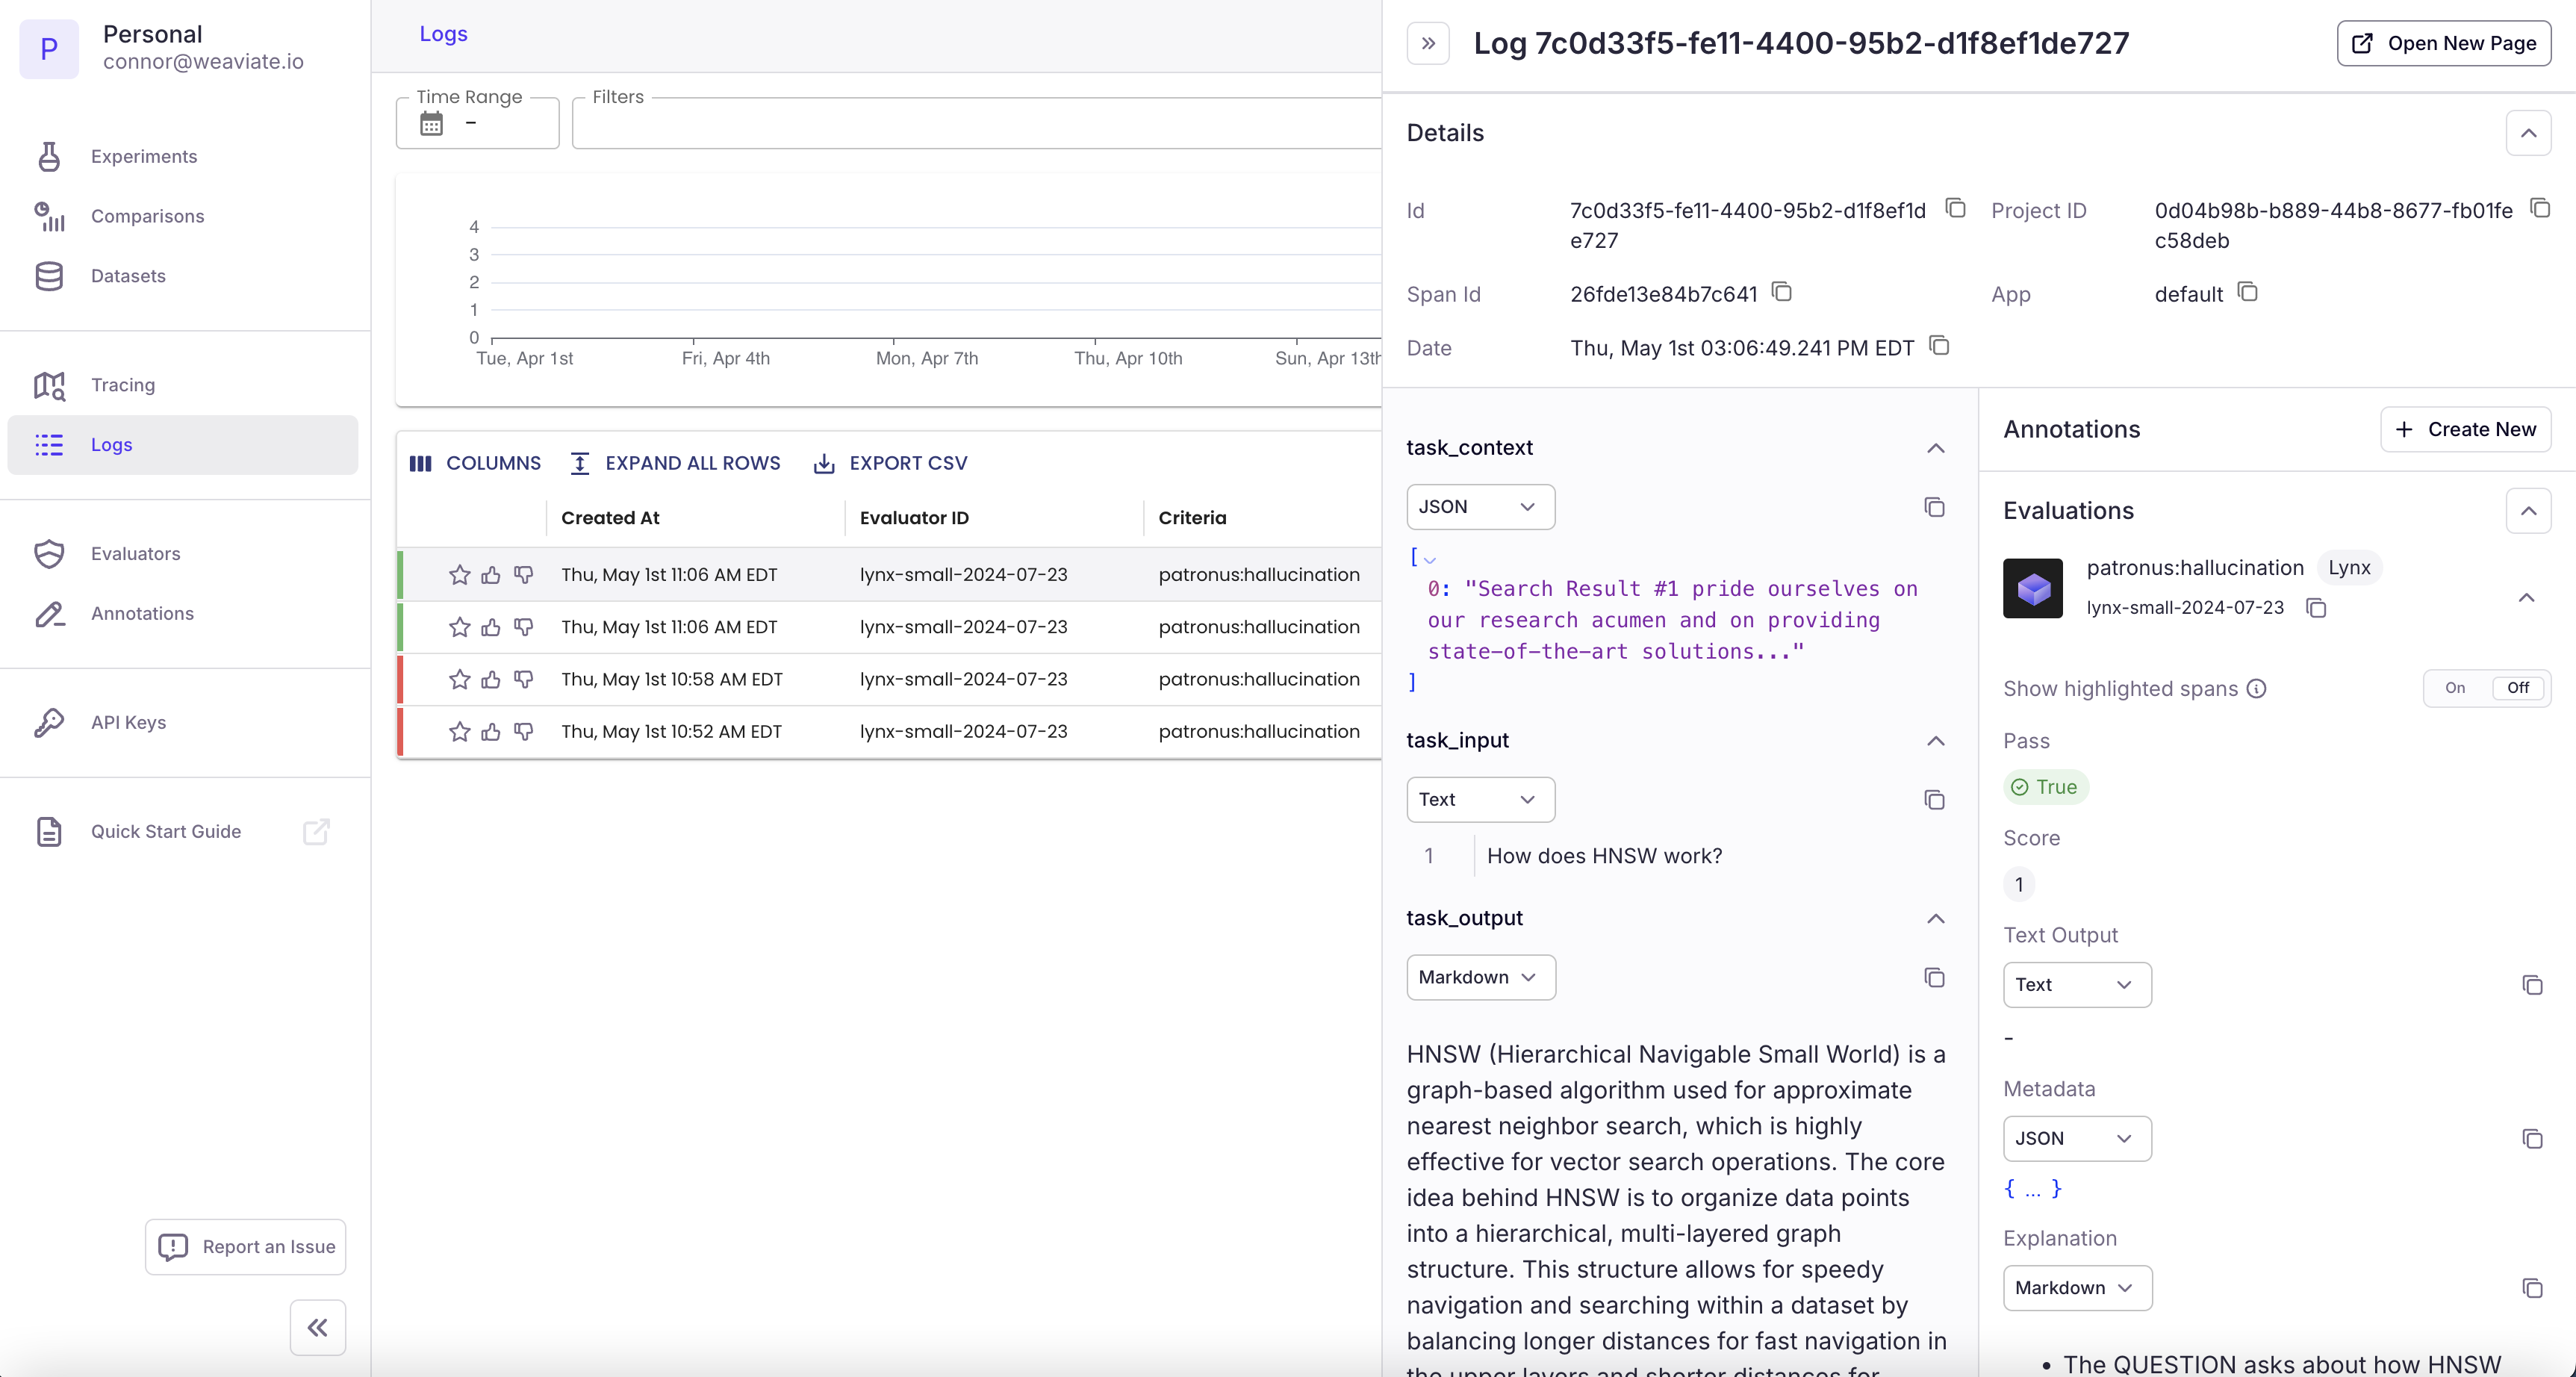 P
Personal
connor@weaviate.io
Experiments
Comparisons
Datasets
Tracing
Logs
Evaluators
Annotations
API Keys
Quick Start Guide
Report an Issue
Logs
Time Range
–
Filters
4
3
2
1
0
Tue, Apr 1st
Fri, Apr 4th
Mon, Apr 7th
Thu, Apr 10th
Sun, Apr 13th
COLUMNS
EXPAND ALL ROWS
EXPORT CSV
Created At
Evaluator ID
Criteria
Thu, May 1st 11:06 AM EDT lynx-small-2024-07-23 patronus:hallucination
Thu, May 1st 11:06 AM EDT lynx-small-2024-07-23 patronus:hallucination
Thu, May 1st 10:58 AM EDT lynx-small-2024-07-23 patronus:hallucination
Thu, May 1st 10:52 AM EDT lynx-small-2024-07-23 patronus:hallucination
Log 7c0d33f5-fe11-4400-95b2-d1f8ef1de727
Open New Page
Details
Id
7c0d33f5-fe11-4400-95b2-d1f8ef1d
e727
Project ID
0d04b98b-b889-44b8-8677-fb01fe
c58deb
Span Id
26fde13e84b7c641
App
default
Date
Thu, May 1st 03:06:49.241 PM EDT
task_context
JSON
[
0: "Search Result #1 pride ourselves on
our research acumen and on providing
state-of-the-art solutions..."
]
task_input
Text
1
How does HNSW work?
task_output
Markdown
HNSW (Hierarchical Navigable Small World) is a
graph-based algorithm used for approximate
nearest neighbor search, which is highly
effective for vector search operations. The core
idea behind HNSW is to organize data points
into a hierarchical, multi-layered graph
structure. This structure allows for speedy
navigation and searching within a dataset by
balancing longer distances for fast navigation in
the upper layers and shorter distances for
Annotations
+ Create New
Evaluations
patronus:hallucination
Lynx
lynx-small-2024-07-23
Show highlighted spans
On
Off
Pass
True
Score
1
Text Output
Text
-
Metadata
JSON
{ ... }
Explanation
Markdown
• The QUESTION asks about how HNSW